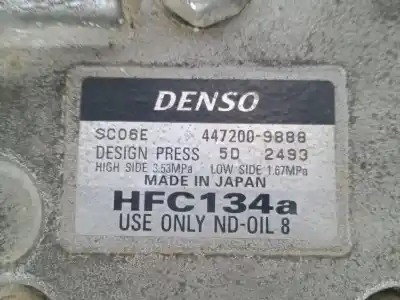 DENSO
SC06E 447200-9888
DESIGN PRESS 5D 2493
HIGH SIDE 3.53MPa LOW SIDE 1.67MPa
MADE IN JAPAN
HFC134a
USE ONLY ND-OIL 8